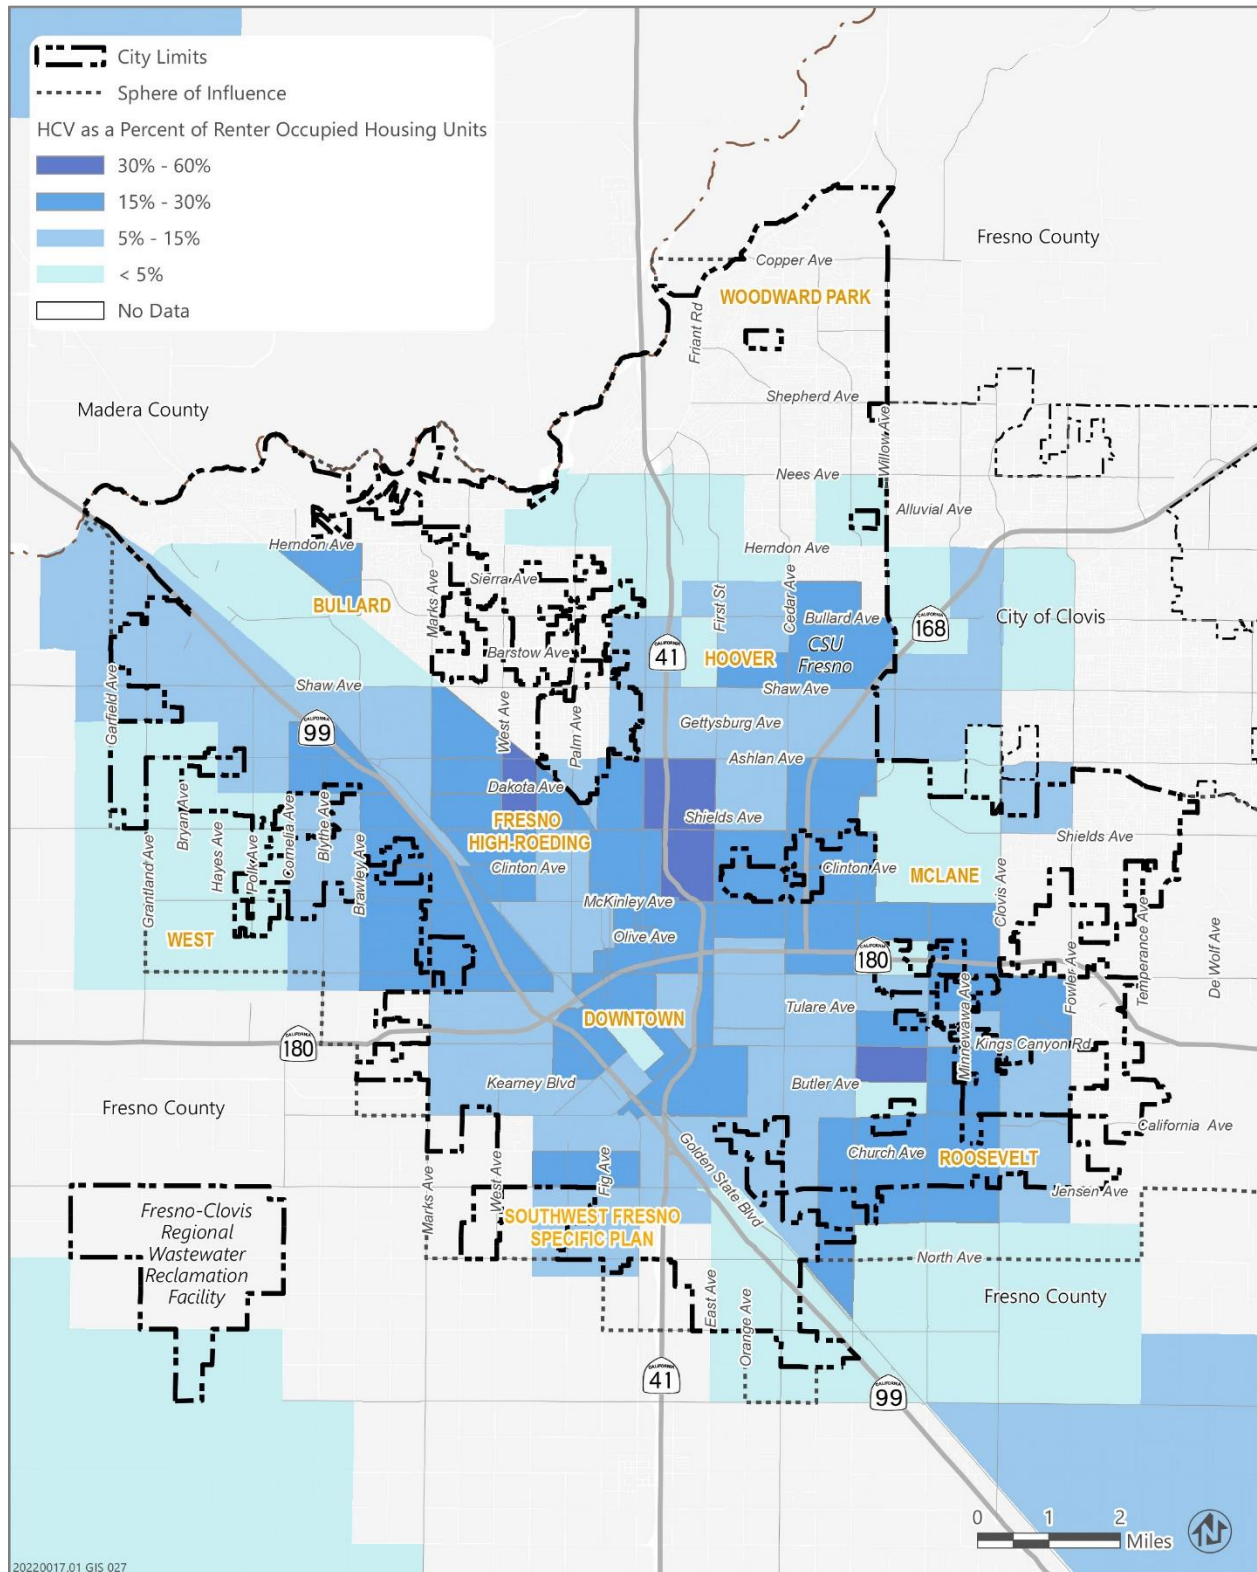 City Limits
Sphere of Influence
HCV as a Percent of Renter Occupied Housing Units
30% - 60%
15% - 30%
5% - 15%
< 5%
No Data
Fresno County
Copper Ave
WOODWARD PARK
Friant Rd
Madera County
Shepherd Ave
Willow Ave
Nees Ave
Alluvial Ave
Herndon Ave
Herndon Ave
Sierra Ave
BULLARD
Marks Ave
First St
Cedar Ave
Bullard Ave
CALIFORNIA
168
City of Clovis
Barstow Ave
CALIFORNIA
41
HOOVER
CSU
Fresno
Garfield Ave
Shaw Ave
Shaw Ave
CALIFORNIA
99
West Ave
Palm Ave
Gettysburg Ave
Ashlan Ave
Dakota Ave
Bryan Ave
Cornelia Ave
Blythe Ave
FRESNO
HIGH-ROEDING
Shields Ave
Shields Ave
Grantland Ave
Hayes Ave
Polk Ave
Brawley Ave
Clinton Ave
Clinton Ave
MCLANE
Clovis Ave
McKinley Ave
WEST
Olive Ave
CALIFORNIA
180
Fowler Ave
Temperance Ave
De Wolf Ave
Tulare Ave
Minnewawa Ave
DOWNTOWN
CALIFORNIA
180
Kings Canyon Rd
Kearney Blvd
Butler Ave
Fresno County
California Ave
Golden State Blvd
Church Ave
ROOSEVELT
Marks Ave
West Ave
Fig Ave
Jensen Ave
Fresno-Clovis
Regional
Wastewater
Reclamation
Facility
SOUTHWEST FRESNO
SPECIFIC PLAN
North Ave
East Ave
Orange Ave
Fresno County
CALIFORNIA
41
CALIFORNIA
99
0 1 2
Miles
N
20220017.01 GIS 027